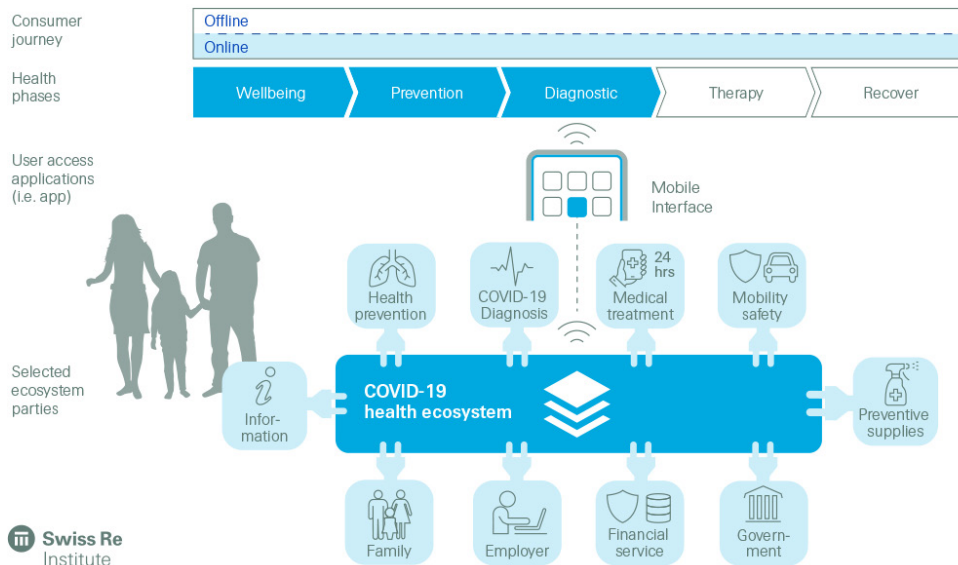 Consumer
journey
Offline
Online
Health
phases
Wellbeing
Prevention
Diagnostic
Therapy
Recover
User access
applications
(i.e. app)
Mobile
Interface
Health
prevention
COVID-19
Diagnosis
24
hrs
Medical
treatment
Mobility
safety
Selected
ecosystem
parties
Infor-
mation
COVID-19
health ecosystem
Preventive
supplies
Family
Employer
Financial
service
Govern-
ment
Swiss Re
Institute